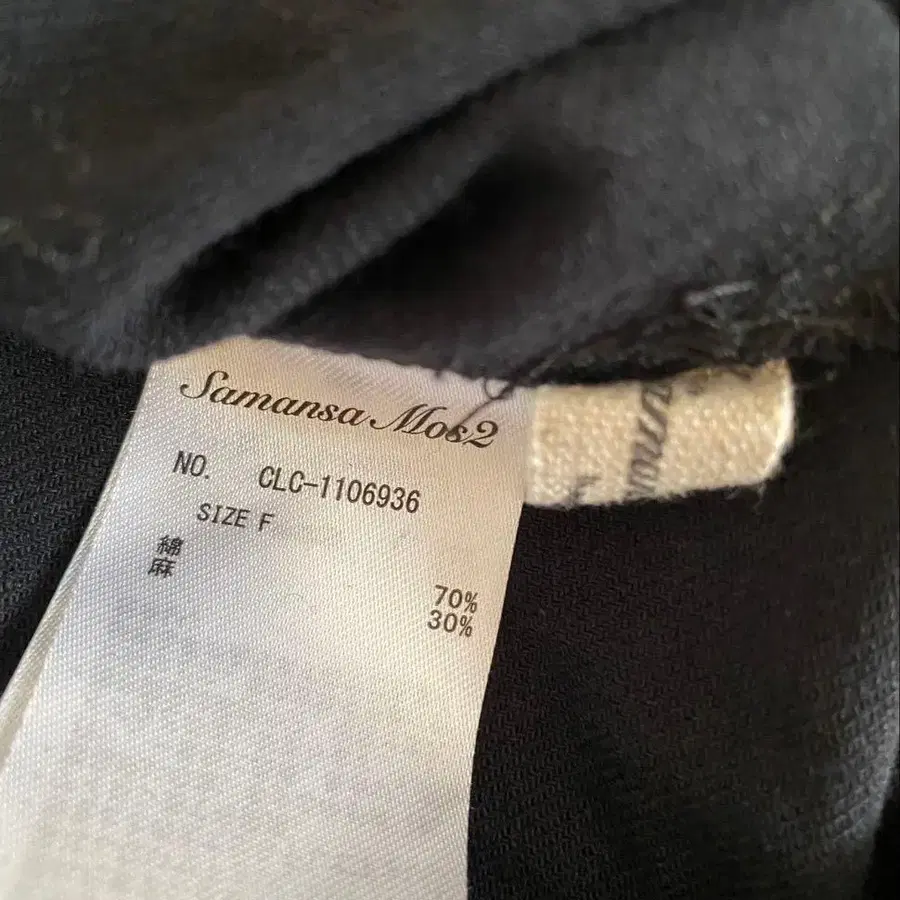 Samansa Mos2
NO. CLC-1106936
SIZE F
綿 70%
麻 30%